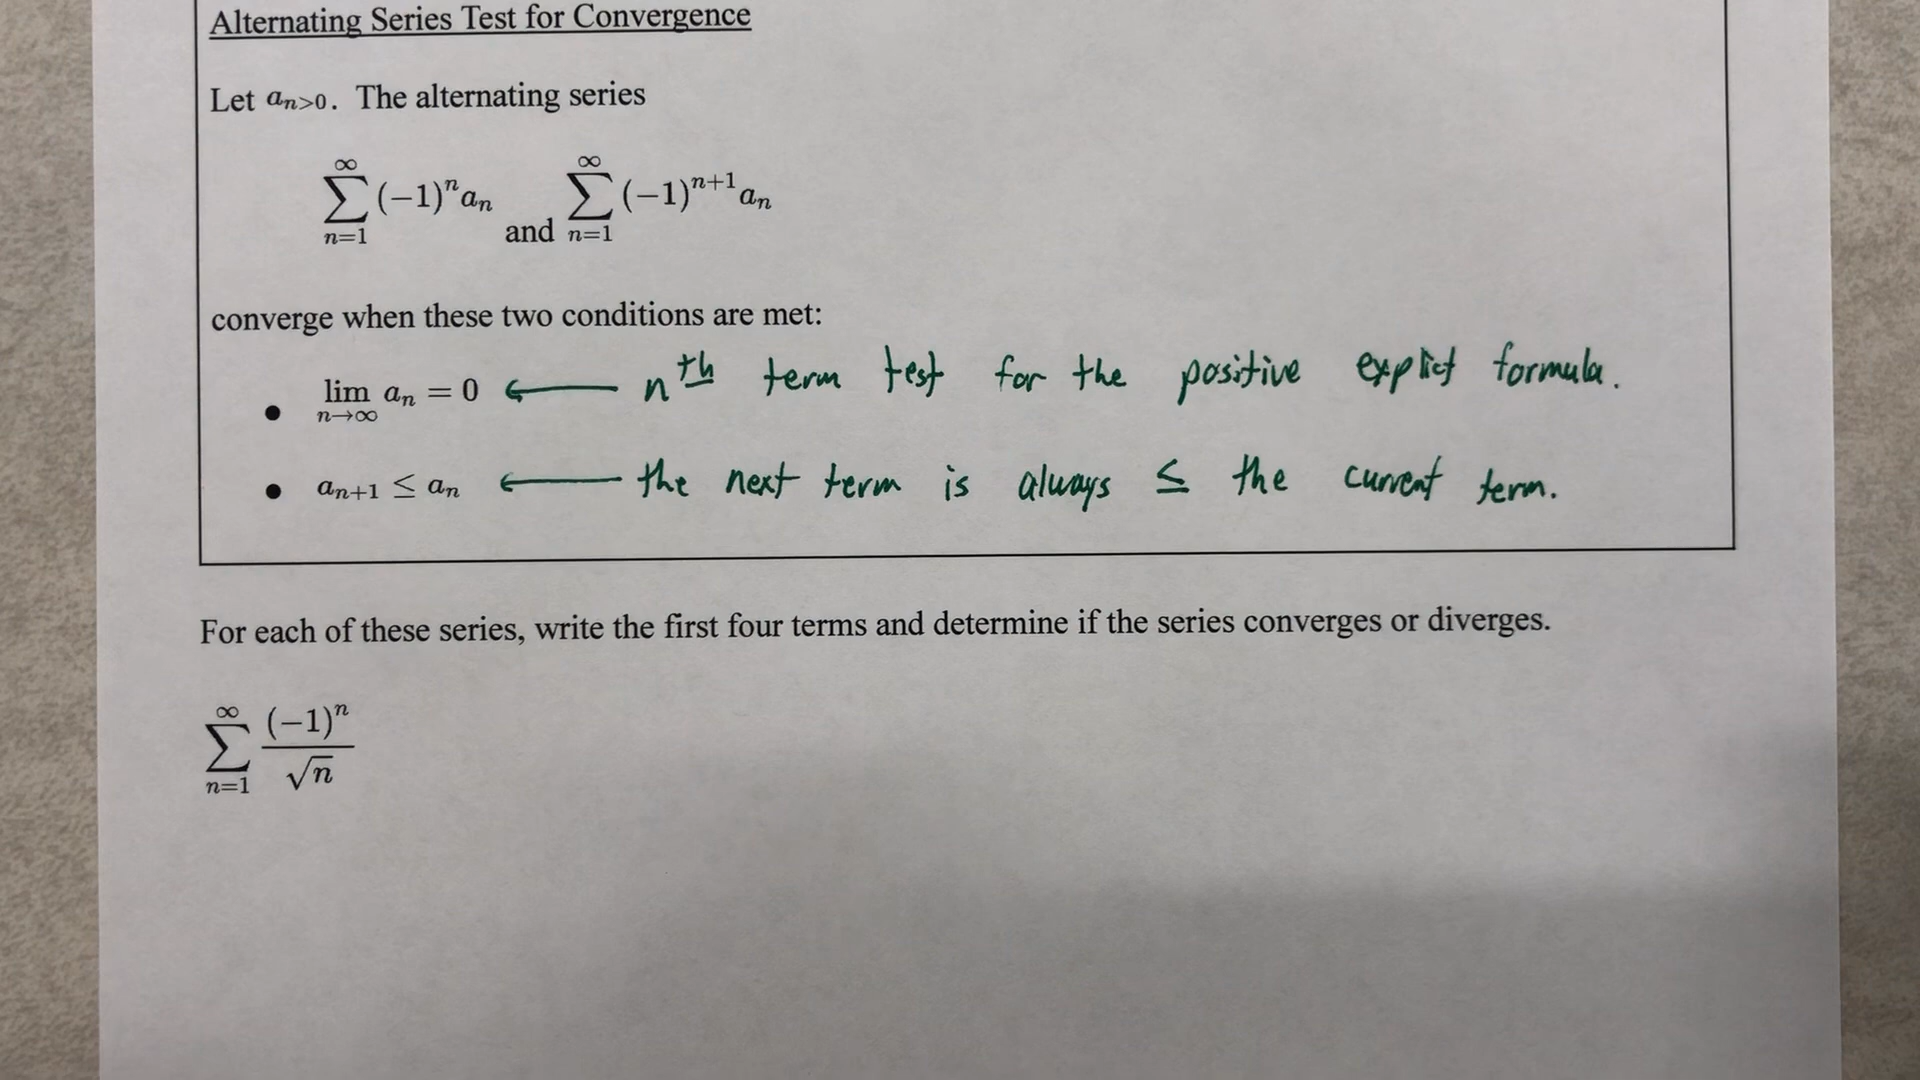 Alternating Series Test for Convergence
Let aₙ>₀. The alternating series
∑_{n=1}^{∞} (−1)ⁿaₙ and ∑_{n=1}^{∞} (−1)ⁿ⁺¹aₙ
converge when these two conditions are met:
• lim_{n→∞} aₙ = 0 ← nᵗʰ term test for the positive explict formula.
• aₙ₊₁ ≤ aₙ ← the next term is always ≤ the current term.
For each of these series, write the first four terms and determine if the series converges or diverges.
∑_{n=1}^{∞} (−1)ⁿ / √n